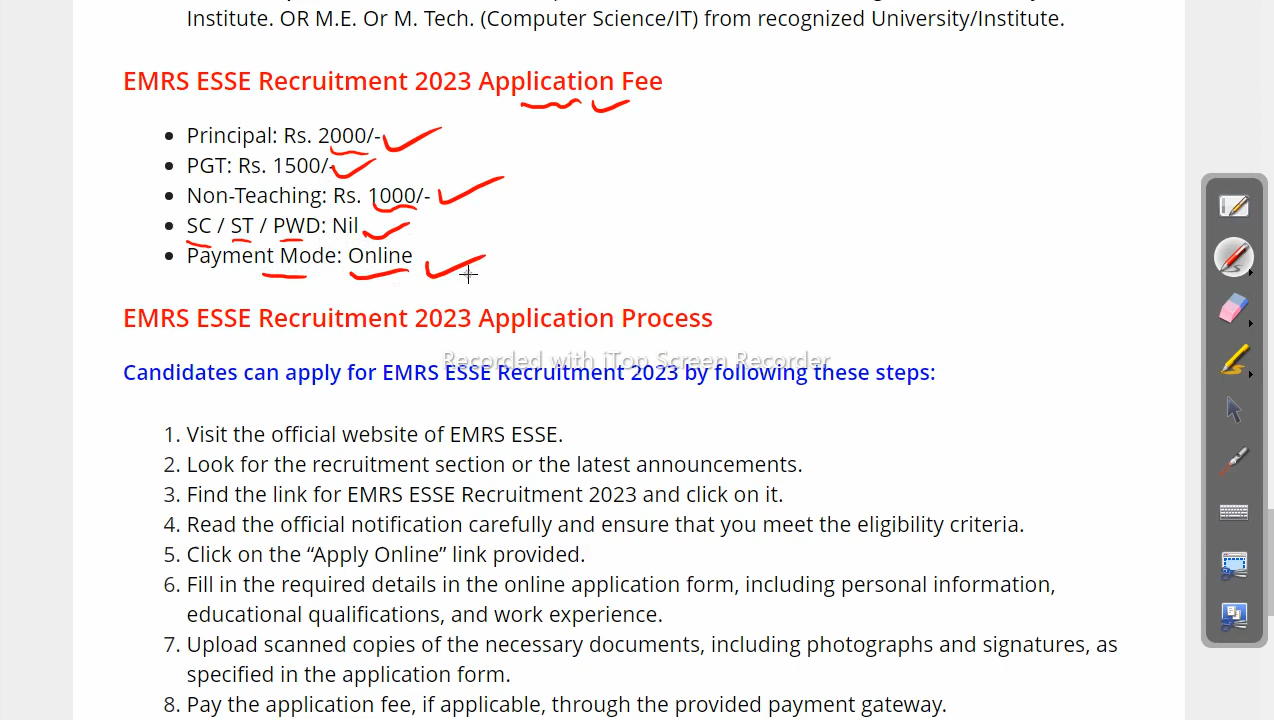 Institute. OR M.E. Or M. Tech. (Computer Science/IT) from recognized University/Institute.
EMRS ESSE Recruitment 2023 Application Fee
• Principal: Rs. 2000/-
• PGT: Rs. 1500/-
• Non-Teaching: Rs. 1000/-
• SC / ST / PWD: Nil
• Payment Mode: Online
EMRS ESSE Recruitment 2023 Application Process
Recorded with iTop Screen Recorder
Candidates can apply for EMRS ESSE Recruitment 2023 by following these steps:
1. Visit the official website of EMRS ESSE.
2. Look for the recruitment section or the latest announcements.
3. Find the link for EMRS ESSE Recruitment 2023 and click on it.
4. Read the official notification carefully and ensure that you meet the eligibility criteria.
5. Click on the “Apply Online” link provided.
6. Fill in the required details in the online application form, including personal information,
educational qualifications, and work experience.
7. Upload scanned copies of the necessary documents, including photographs and signatures, as
specified in the application form.
8. Pay the application fee, if applicable, through the provided payment gateway.